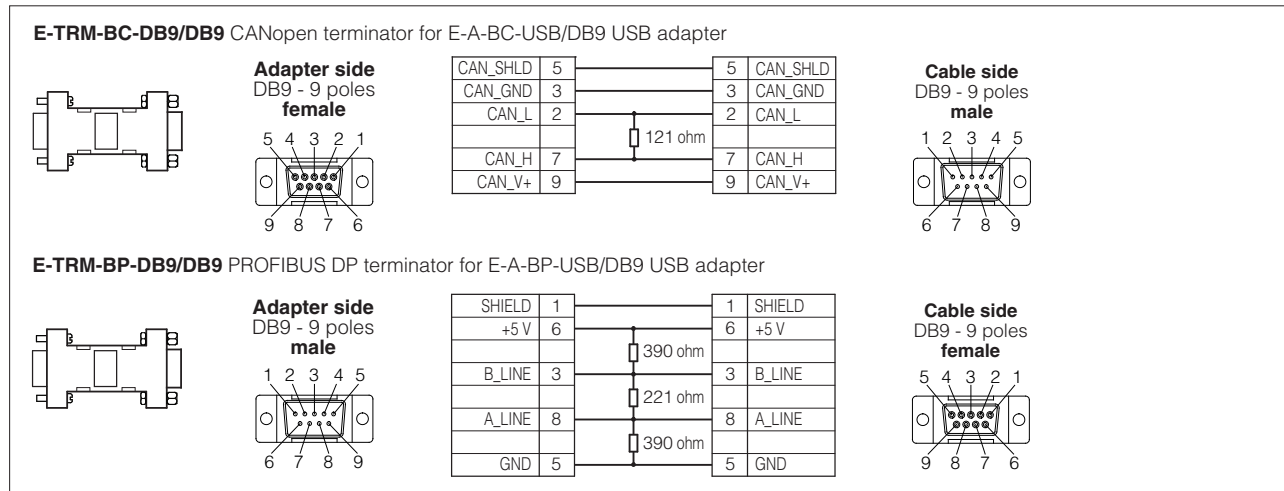 E-TRM-BC-DB9/DB9 CANopen terminator for E-A-BC-USB/DB9 USB adapter
Adapter side
DB9 - 9 poles
female
5 4 3 2 1
9 8 7 6
CAN_SHLD 5 5 CAN_SHLD
CAN_GND 3 3 CAN_GND
CAN_L 2 2 CAN_L
121 ohm
CAN_H 7 7 CAN_H
CAN_V+ 9 9 CAN_V+
Cable side
DB9 - 9 poles
male
1 2 3 4 5
6 7 8 9
E-TRM-BP-DB9/DB9 PROFIBUS DP terminator for E-A-BP-USB/DB9 USB adapter
Adapter side
DB9 - 9 poles
male
1 2 3 4 5
6 7 8 9
SHIELD 1 1 SHIELD
+5 V 6 6 +5 V
390 ohm
B_LINE 3 3 B_LINE
221 ohm
A_LINE 8 8 A_LINE
390 ohm
GND 5 5 GND
Cable side
DB9 - 9 poles
female
5 4 3 2 1
9 8 7 6